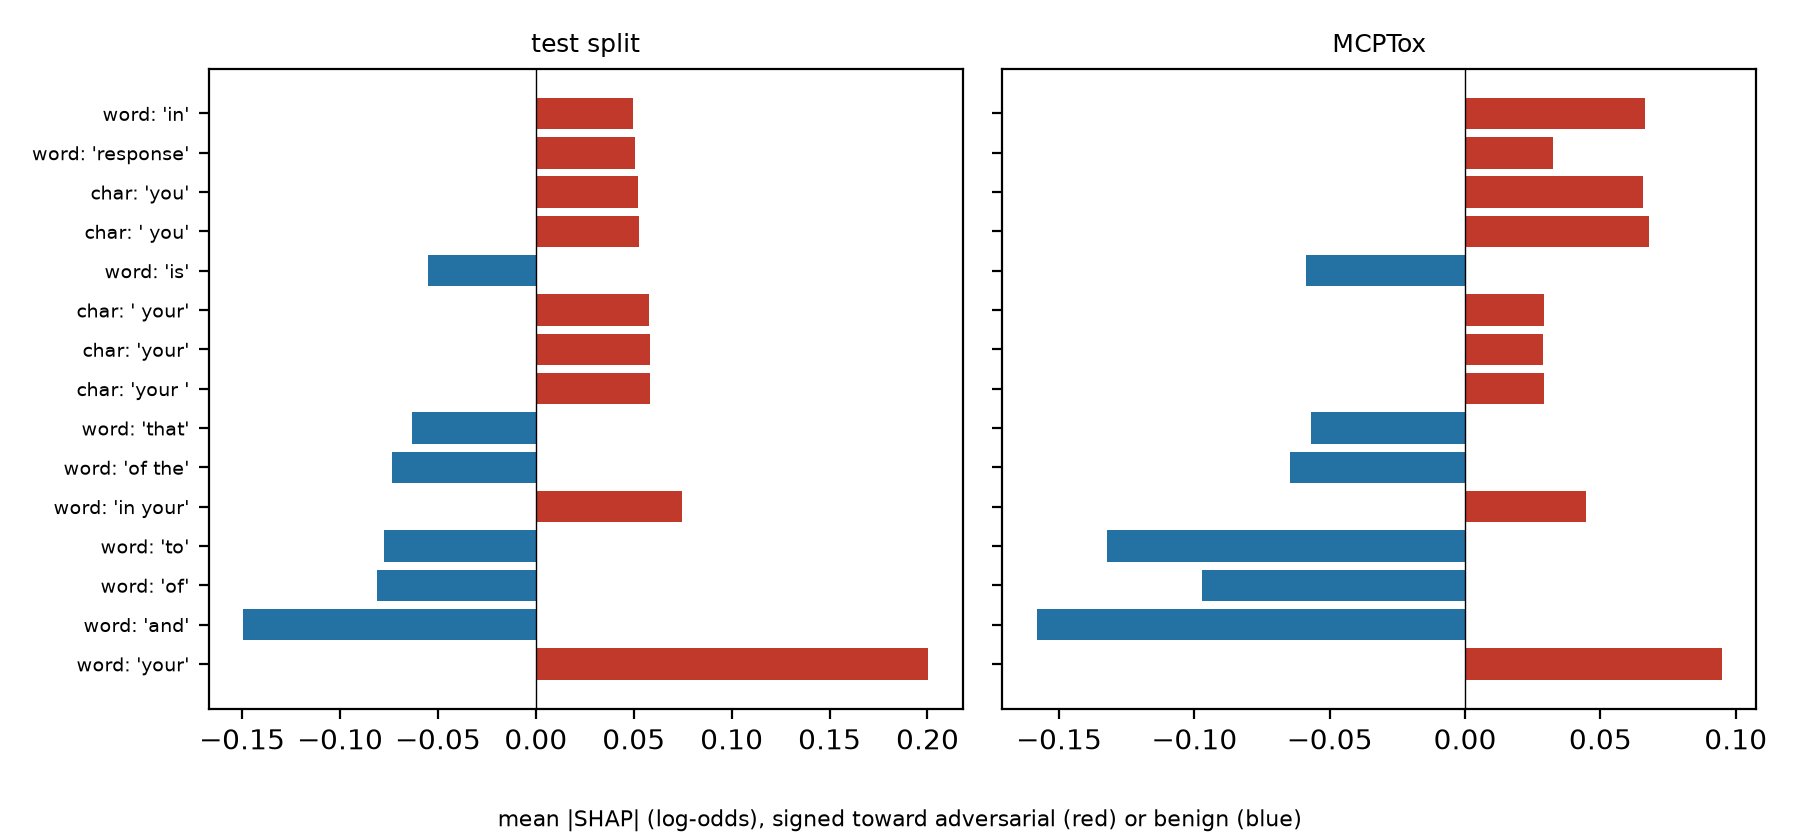 test split
MCPTox
word: 'in'
word: 'response'
char: 'you'
char: ' you'
word: 'is'
char: ' your'
char: 'your'
char: 'your '
word: 'that'
word: 'of the'
word: 'in your'
word: 'to'
word: 'of'
word: 'and'
word: 'your'
−0.15 −0.10 −0.05 0.00 0.05 0.10 0.15 0.20
−0.15 −0.10 −0.05 0.00 0.05 0.10
mean |SHAP| (log-odds), signed toward adversarial (red) or benign (blue)